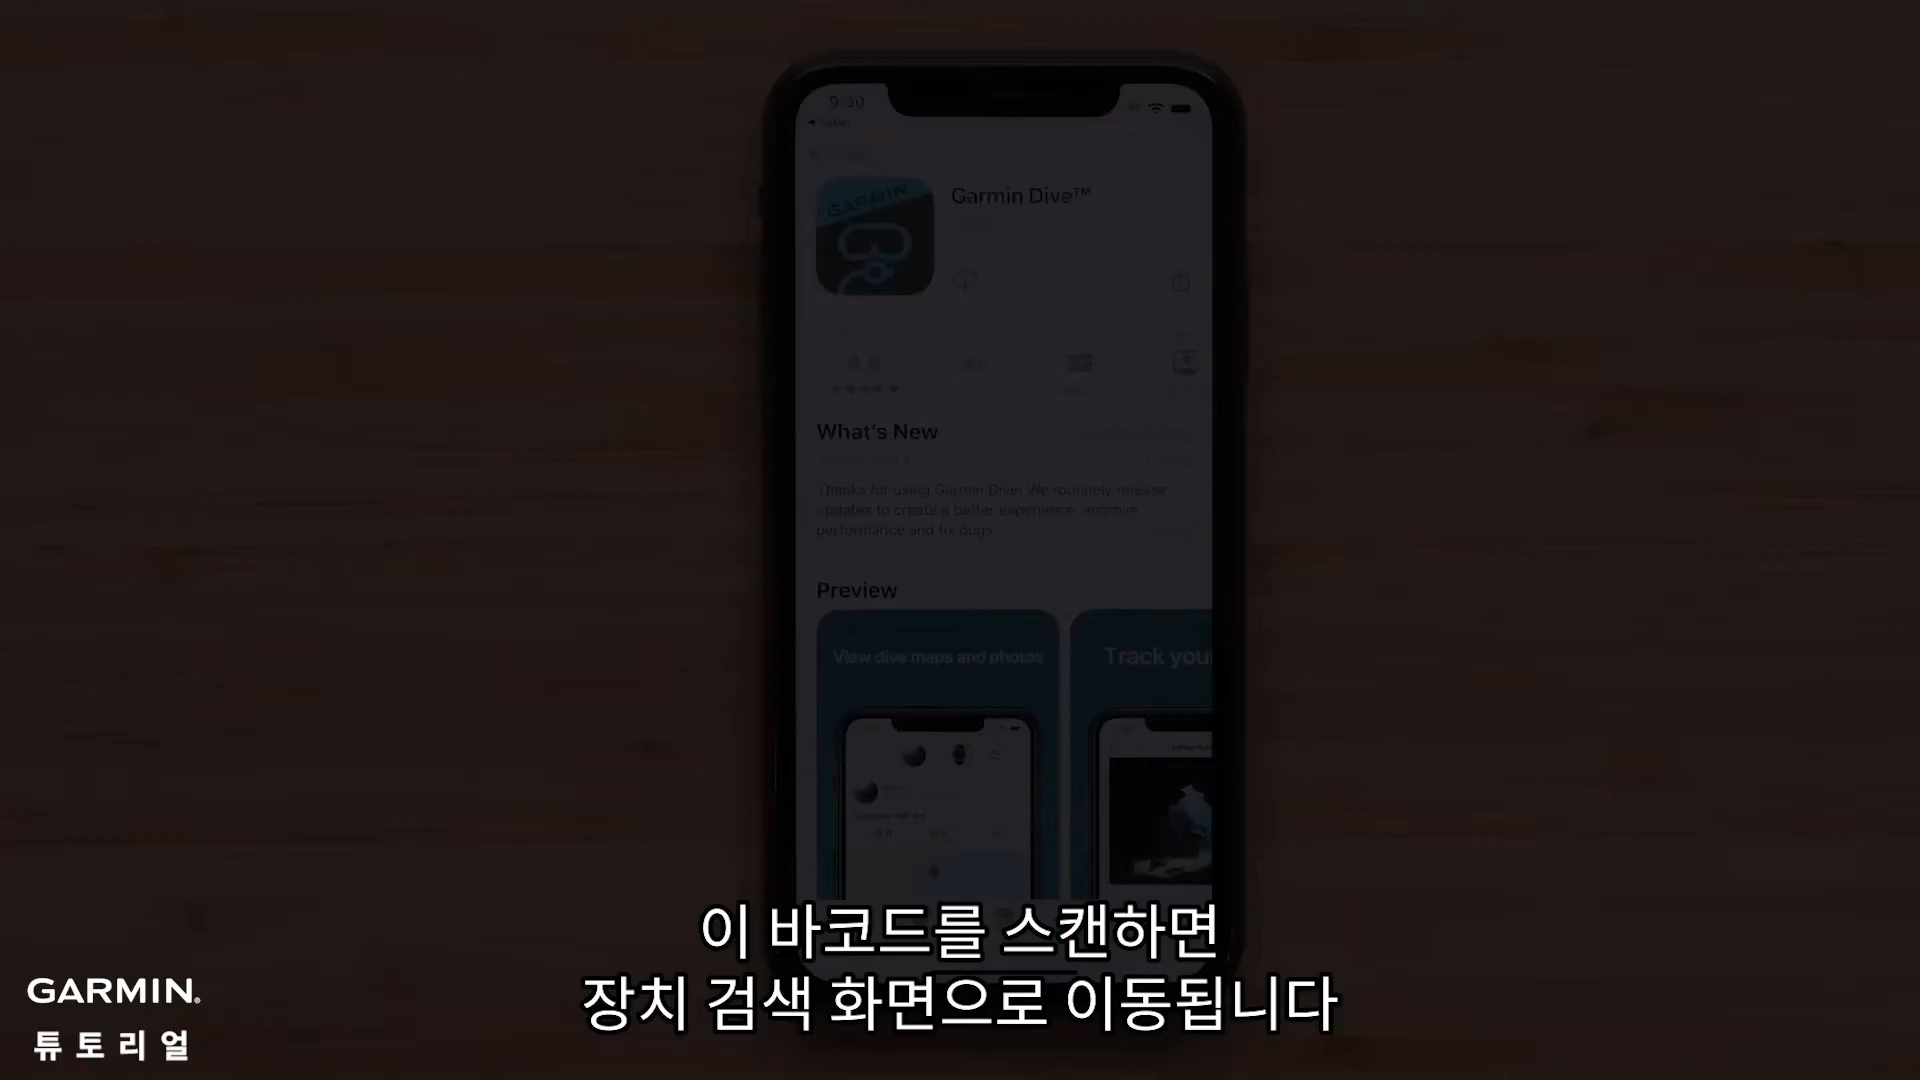 9:30
GARMIN
Garmin Dive™
What's New
Thanks for using Garmin Dive! We routinely release
updates to create a better experience, improve
performance and fix bugs.
Preview
View dive maps and photos
Track your
이 바코드를 스캔하면
장치 검색 화면으로 이동됩니다
GARMIN®
튜토리얼